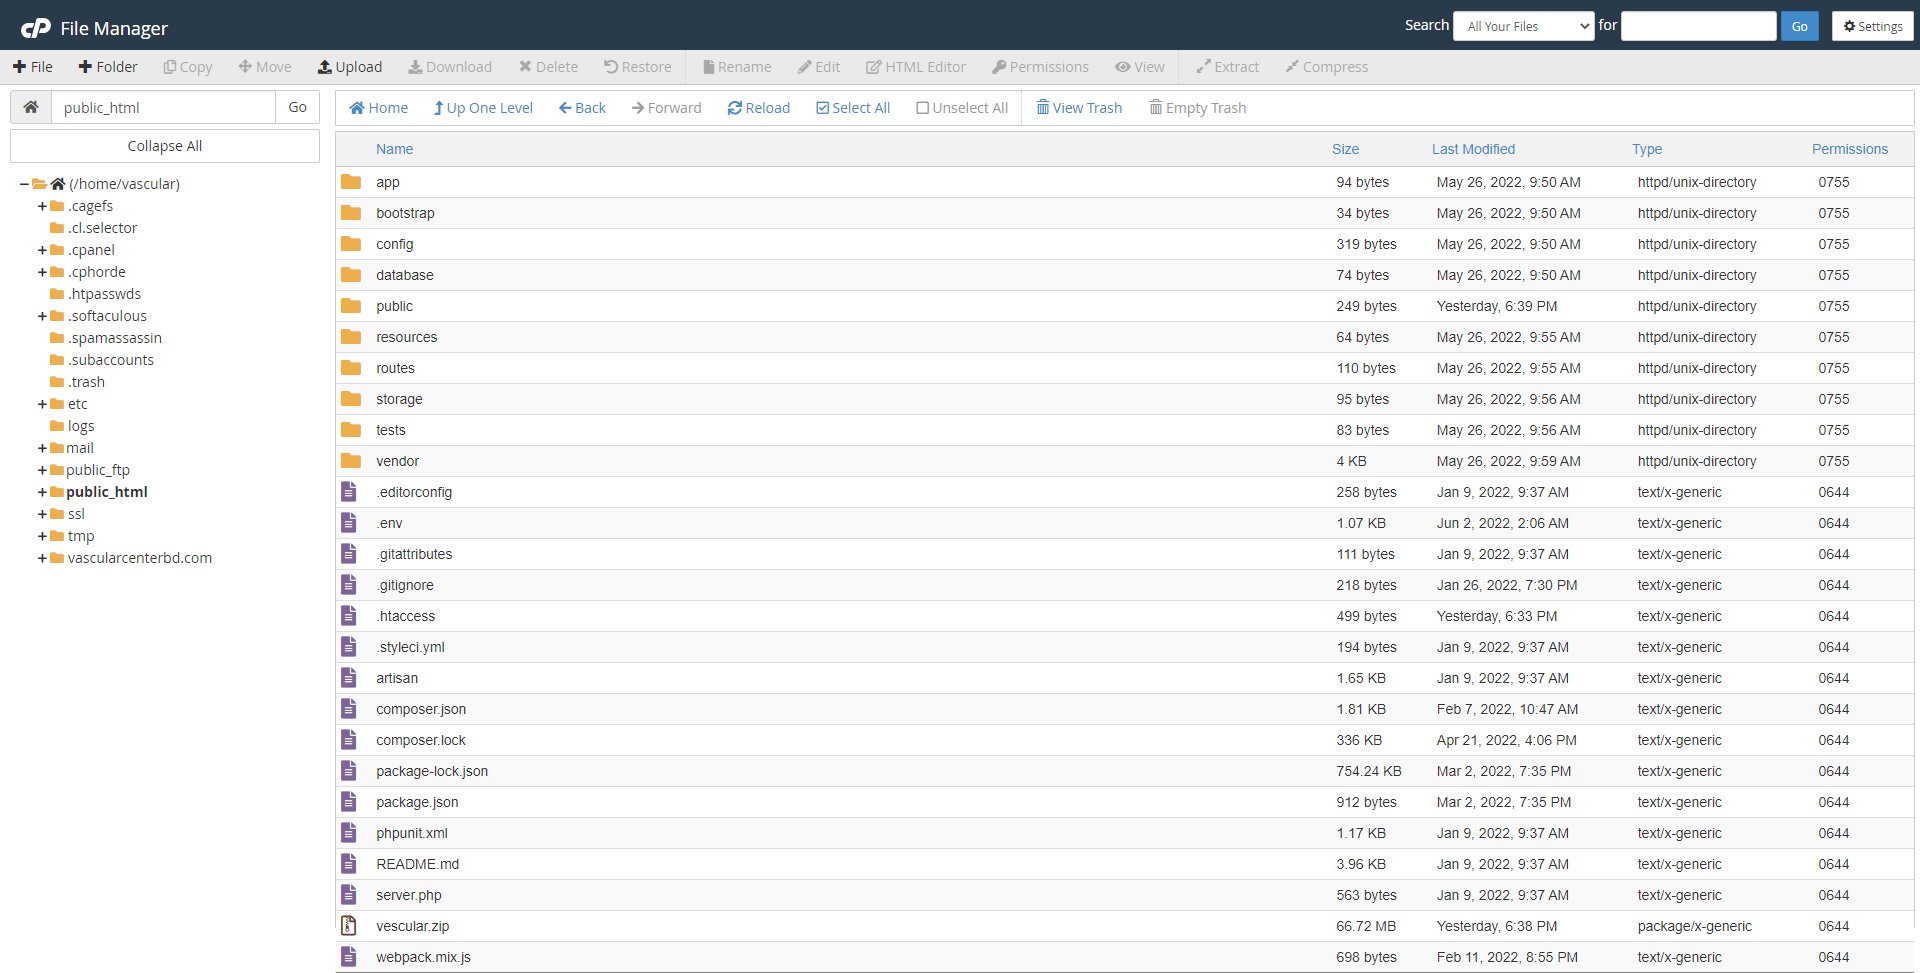 cP File Manager Search All Your Files for Go Settings
File Folder Copy Move Upload Download Delete Restore Rename Edit HTML Editor Permissions View Extract Compress
public_html Go
Home Up One Level Back Forward Reload Select All Unselect All View Trash Empty Trash
Collapse All
(/home/vascular)
.cagefs
.cl.selector
.cpanel
.cphorde
.htpasswds
.softaculous
.spamassassin
.subaccounts
.trash
etc
logs
mail
public_ftp
public_html
ssl
tmp
vascularcenterbd.com
Name Size Last Modified Type Permissions
app 94 bytes May 26, 2022, 9:50 AM httpd/unix-directory 0755
bootstrap 34 bytes May 26, 2022, 9:50 AM httpd/unix-directory 0755
config 319 bytes May 26, 2022, 9:50 AM httpd/unix-directory 0755
database 74 bytes May 26, 2022, 9:50 AM httpd/unix-directory 0755
public 249 bytes Yesterday, 6:39 PM httpd/unix-directory 0755
resources 64 bytes May 26, 2022, 9:55 AM httpd/unix-directory 0755
routes 110 bytes May 26, 2022, 9:55 AM httpd/unix-directory 0755
storage 95 bytes May 26, 2022, 9:56 AM httpd/unix-directory 0755
tests 83 bytes May 26, 2022, 9:56 AM httpd/unix-directory 0755
vendor 4 KB May 26, 2022, 9:59 AM httpd/unix-directory 0755
.editorconfig 258 bytes Jan 9, 2022, 9:37 AM text/x-generic 0644
.env 1.07 KB Jun 2, 2022, 2:06 AM text/x-generic 0644
.gitattributes 111 bytes Jan 9, 2022, 9:37 AM text/x-generic 0644
.gitignore 218 bytes Jan 26, 2022, 7:30 PM text/x-generic 0644
.htaccess 499 bytes Yesterday, 6:33 PM text/x-generic 0644
.styleci.yml 194 bytes Jan 9, 2022, 9:37 AM text/x-generic 0644
artisan 1.65 KB Jan 9, 2022, 9:37 AM text/x-generic 0644
composer.json 1.81 KB Feb 7, 2022, 10:47 AM text/x-generic 0644
composer.lock 336 KB Apr 21, 2022, 4:06 PM text/x-generic 0644
package-lock.json 754.24 KB Mar 2, 2022, 7:35 PM text/x-generic 0644
package.json 912 bytes Mar 2, 2022, 7:35 PM text/x-generic 0644
phpunit.xml 1.17 KB Jan 9, 2022, 9:37 AM text/x-generic 0644
README.md 3.96 KB Jan 9, 2022, 9:37 AM text/x-generic 0644
server.php 563 bytes Jan 9, 2022, 9:37 AM text/x-generic 0644
vescular.zip 66.72 MB Yesterday, 6:38 PM package/x-generic 0644
webpack.mix.js 698 bytes Feb 11, 2022, 8:55 PM text/x-generic 0644